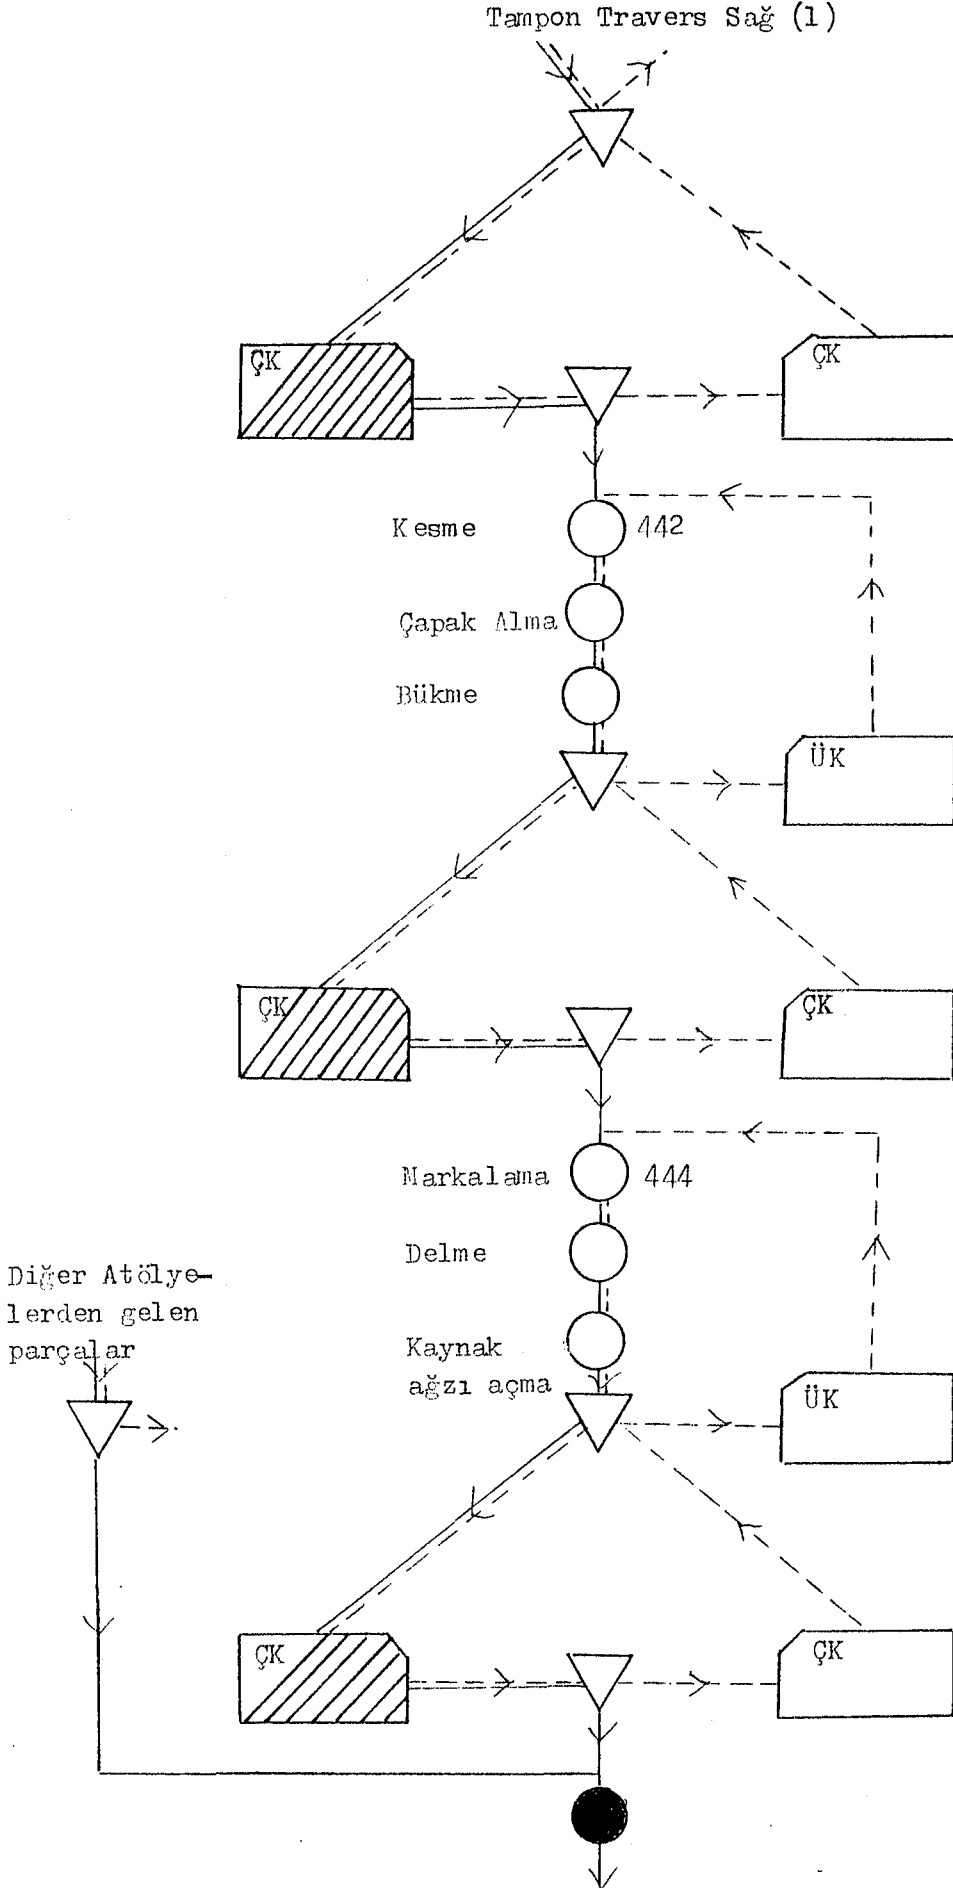 Tampon Travers Sağ (1)
ÇK
ÇK
Kesme
442
Çapak Alma
Bükme
ÜK
ÇK
ÇK
Markalama
444
Delme
Diğer Atölye-
lerden gelen
parçalar
Kaynak
ağzı açma
ÜK
ÇK
ÇK